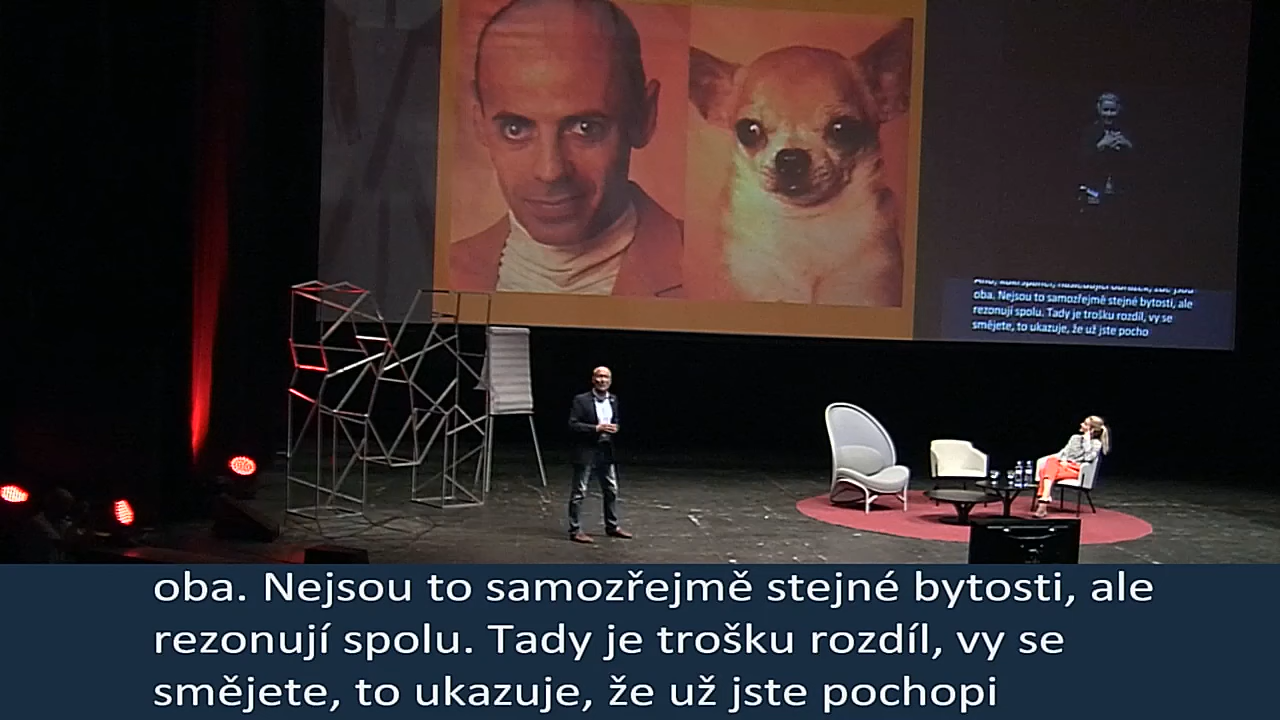 oba. Nejsou to samozřejmě stejné bytosti, ale
rezonují spolu. Tady je trošku rozdíl, vy se
smějete, to ukazuje, že už jste pocho
oba. Nejsou to samozřejmě stejné bytosti, ale
rezonují spolu. Tady je trošku rozdíl, vy se
smějete, to ukazuje, že už jste pochopi